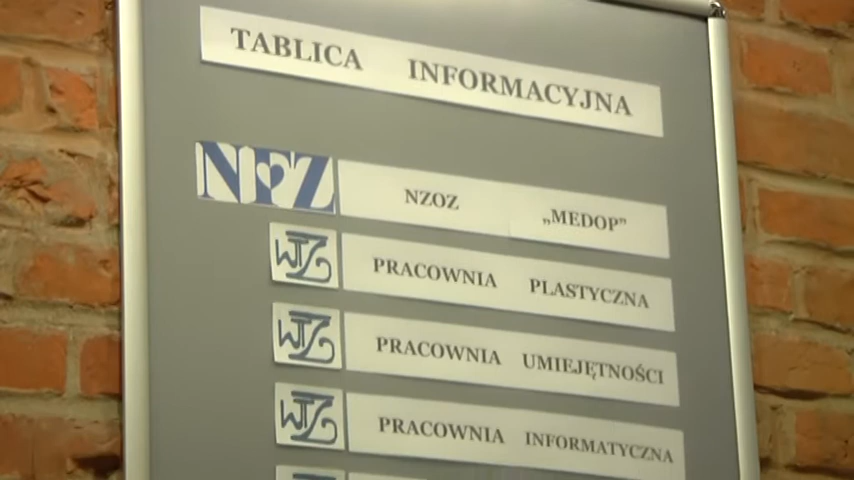 TABLICA INFORMACYJNA
NFZ NZOZ „MEDOP”
WTZ PRACOWNIA PLASTYCZNA
WTZ PRACOWNIA UMIEJĘTNOŚCI
WTZ PRACOWNIA INFORMATYCZNA